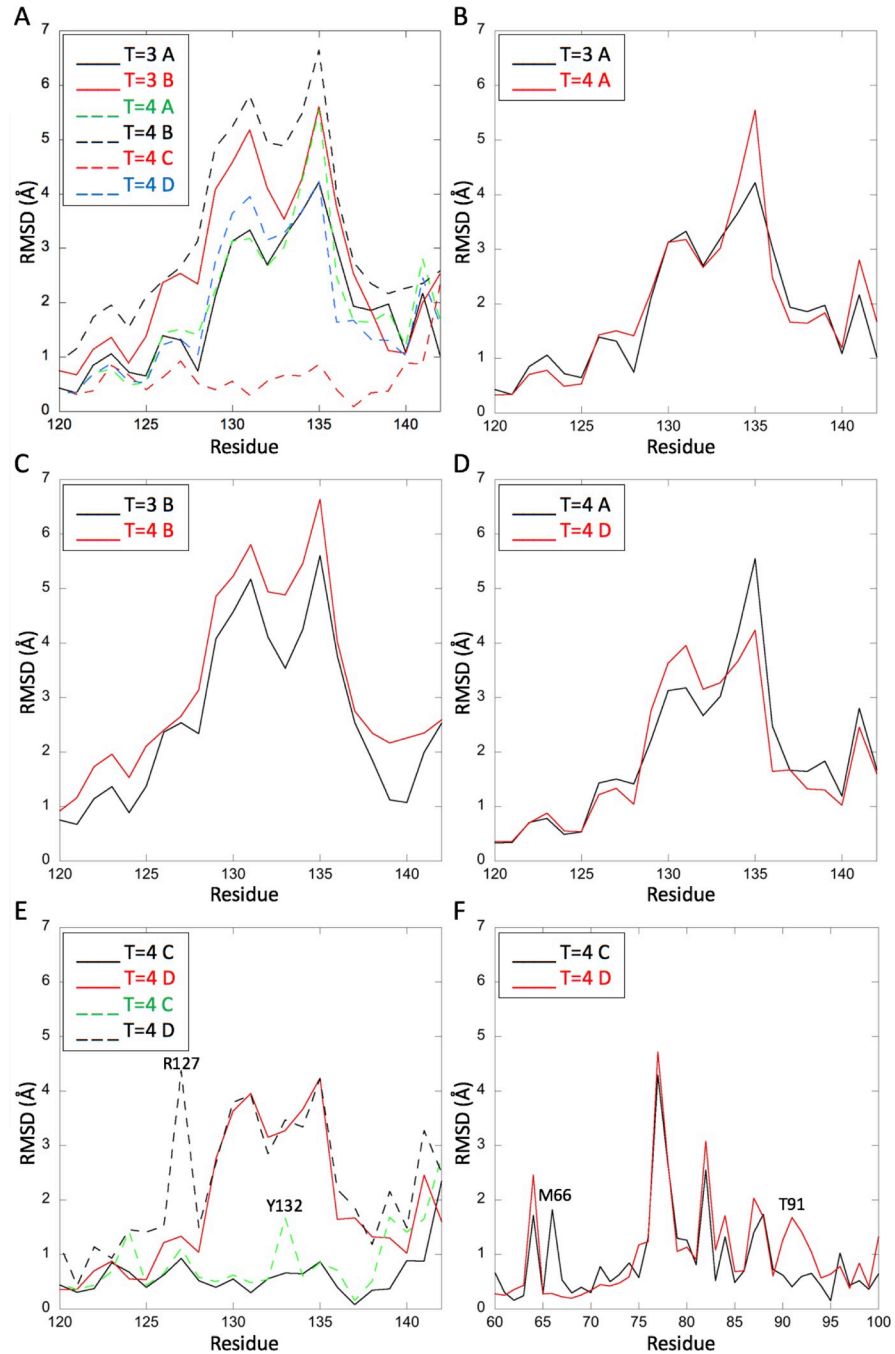 A
7
6
5
4
3
2
1
0
RMSD (Å)
T=3 A
T=3 B
T=4 A
T=4 B
T=4 C
T=4 D
120
125
130
135
140
Residue
B
7
6
5
4
3
2
1
0
RMSD (Å)
T=3 A
T=4 A
120
125
130
135
140
Residue
C
7
6
5
4
3
2
1
0
RMSD (Å)
T=3 B
T=4 B
120
125
130
135
140
Residue
D
7
6
5
4
3
2
1
0
RMSD (Å)
T=4 A
T=4 D
120
125
130
135
140
Residue
E
7
6
5
4
3
2
1
0
RMSD (Å)
T=4 C
T=4 D
T=4 C
T=4 D
R127
Y132
120
125
130
135
140
Residue
F
7
6
5
4
3
2
1
0
RMSD (Å)
T=4 C
T=4 D
M66
T91
60
65
70
75
80
85
90
95
100
Residue